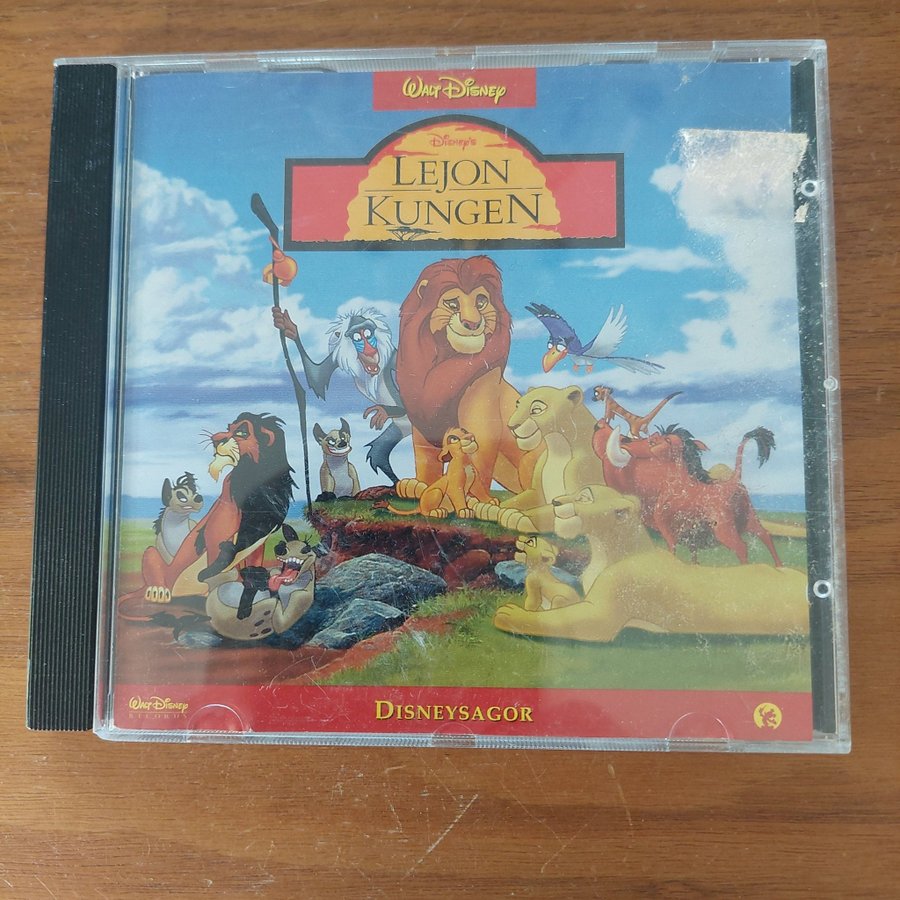 WALT DISNEY
DISNEY'S
LEJON
KUNGEN
WALT DISNEY
RECORDS
DISNEYSAGOR